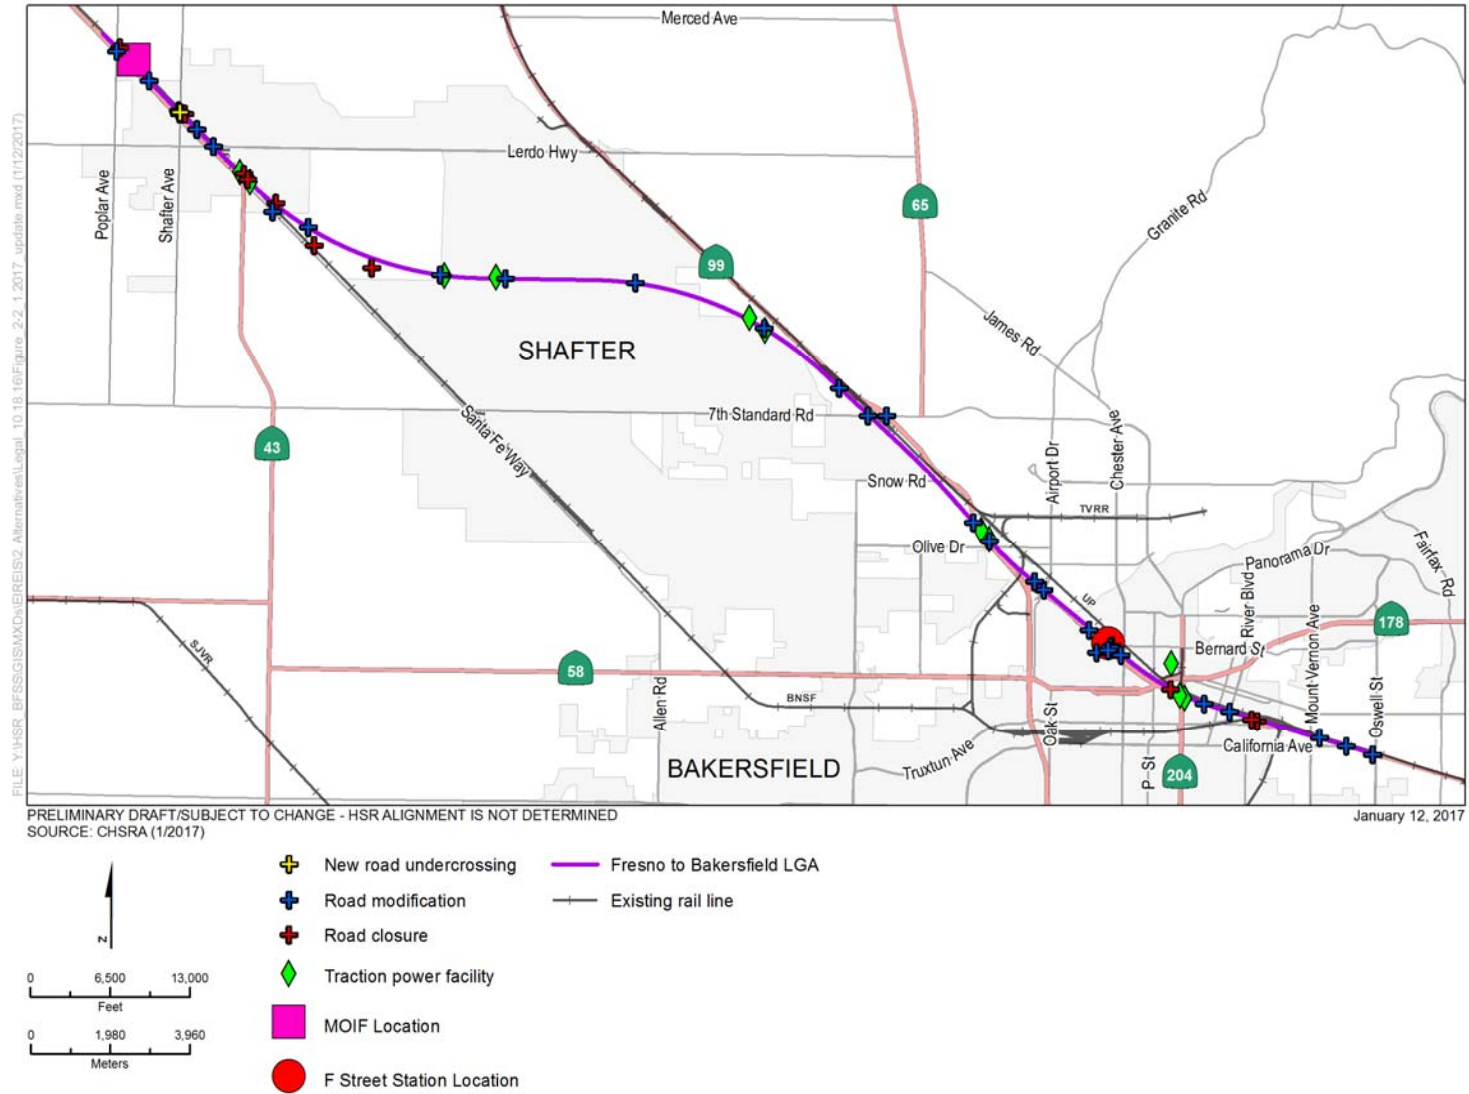 Merced Ave
Lerdo Hwy
Poplar Ave
Shafter Ave
65
Granite Rd
99
James Rd
SHAFTER
7th Standard Rd
43
Santa Fe Way
Snow Rd
Airport Dr
Chester Ave
TVRR
Olive Dr
Panorama Dr
Fairfax Rd
UP
River Blvd
Mount Vernon Ave
178
Bernard St
SJVR
58
Allen Rd
BNSF
Oak St
Oswell St
California Ave
Truxtun Ave
P St
204
BAKERSFIELD
PRELIMINARY DRAFT/SUBJECT TO CHANGE - HSR ALIGNMENT IS NOT DETERMINED
SOURCE: CHSRA (1/2017)
January 12, 2017
New road undercrossing
Road modification
Road closure
Traction power facility
MOIF Location
F Street Station Location
Fresno to Bakersfield LGA
Existing rail line
N
0 6,500 13,000
Feet
0 1,980 3,960
Meters